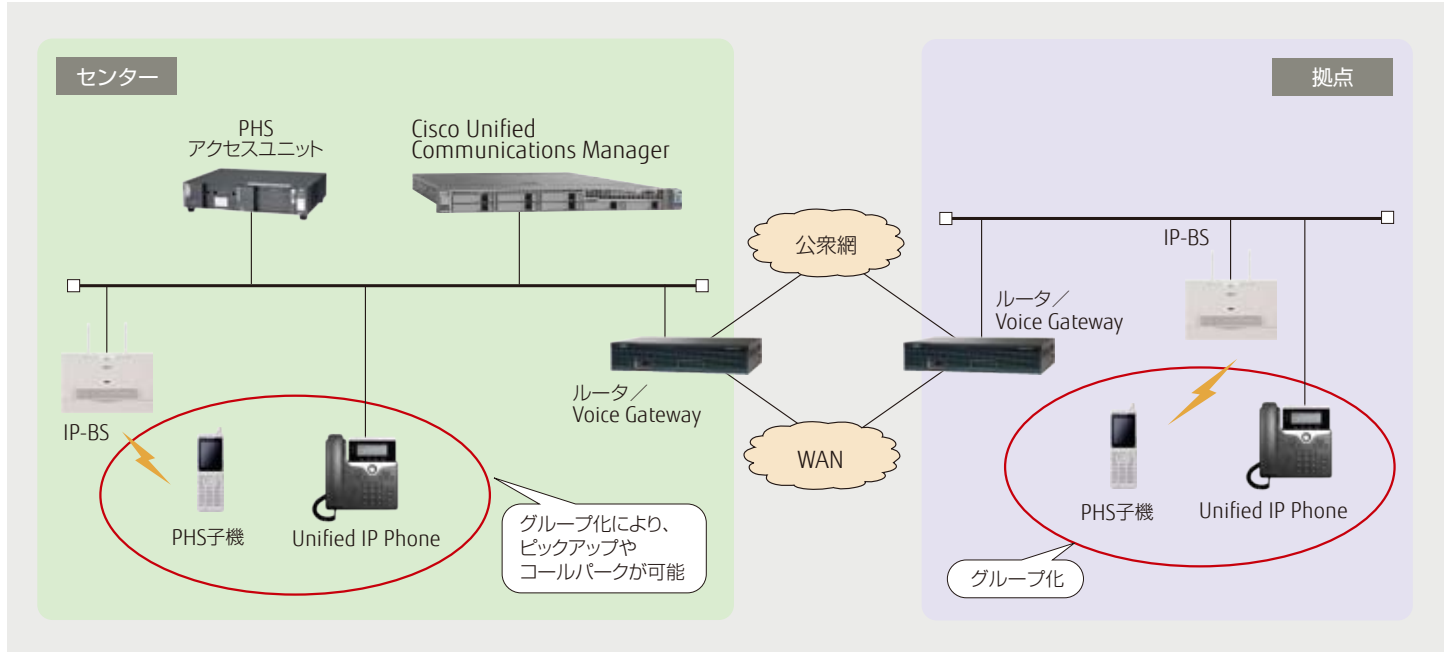 センター
PHS
アクセスユニット
Cisco Unified
Communications Manager
IP-BS
PHS子機
Unified IP Phone
グループ化により、
ピックアップや
コールパークが可能
ルータ／
Voice Gateway
公衆網
WAN
拠点
IP-BS
ルータ／
Voice Gateway
PHS子機
Unified IP Phone
グループ化